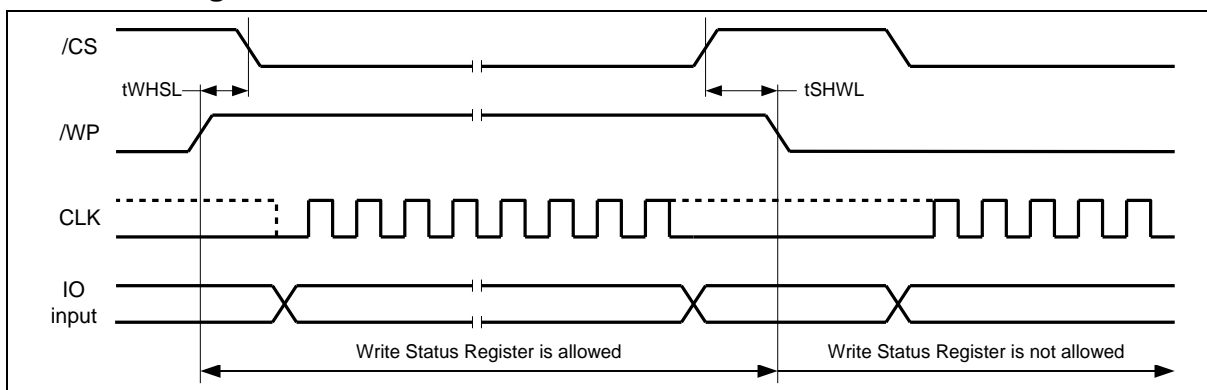 /CS
tWHSL
tSHWL
/WP
CLK
IO
input
Write Status Register is allowed
Write Status Register is not allowed